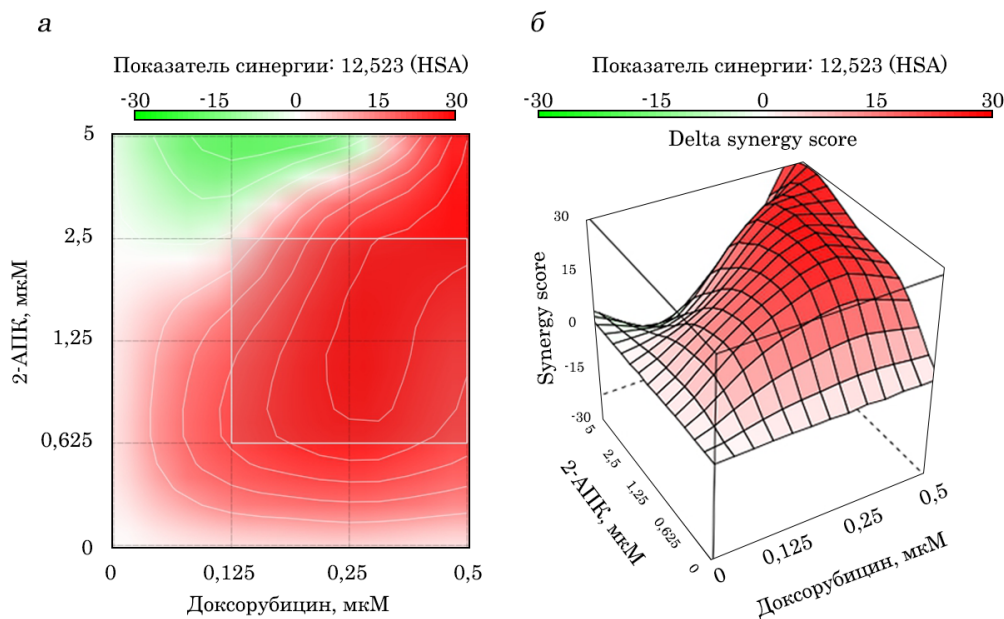 а
Показатель синергии: 12,523 (HSA)
-30 -15 0 15 30
5
2,5
1,25
0,625
0
2-АПК, мкМ
0 0,125 0,25 0,5
Доксорубицин, мкМ
б
Показатель синергии: 12,523 (HSA)
-30 -15 0 15 30
Delta synergy score
30
15
0
-15
-30
Synergy score
5
2,5
1,25
0,625
0
2-АПК, мкМ
0 0,125 0,25 0,5
Доксорубицин, мкМ